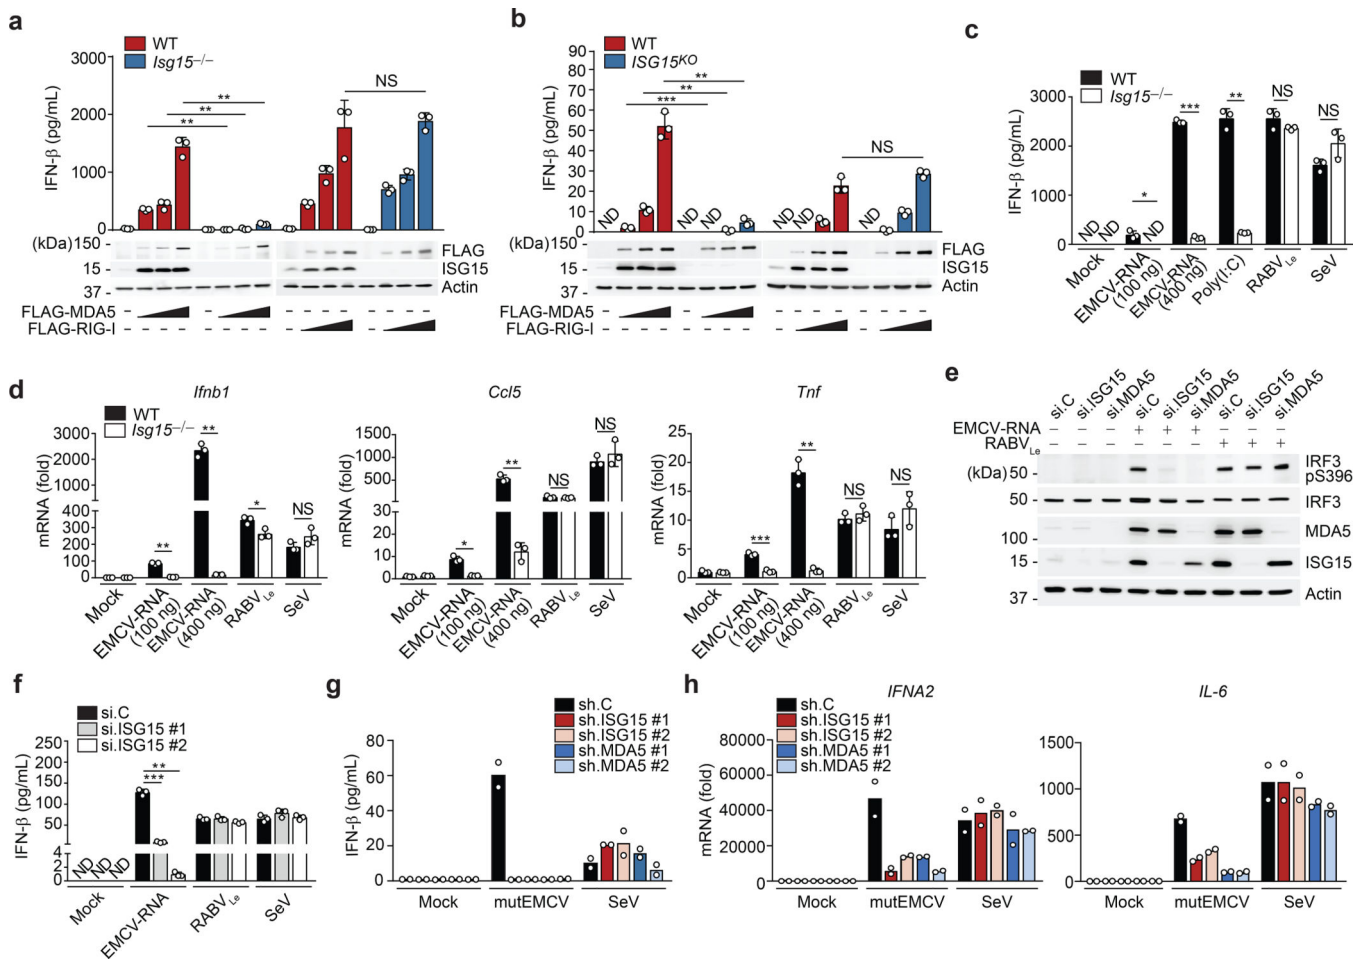 a
WT
Isg15–/–
IFN-β (pg/mL)
3000
2000
1000
0
**
**
**
NS
(kDa) 150 -
15 -
37 -
FLAG
ISG15
Actin
FLAG-MDA5 - - - - - - - - - -
FLAG-RIG-I - - - - - - - - - -
b
WT
ISG15KO
IFN-β (pg/mL)
90
80
70
60
50
40
30
20
10
0
**
**
***
NS
ND ND ND ND ND ND
(kDa) 150 -
15 -
37 -
FLAG
ISG15
Actin
FLAG-MDA5 - - - - - - - - - -
FLAG-RIG-I - - - - - - - - - -
c
WT
Isg15–/–
IFN-β (pg/mL)
3000
2000
1000
0
*** ** NS NS
*
ND ND ND
Mock
EMCV-RNA (100 ng)
EMCV-RNA (400 ng)
Poly(I:C)
RABVLe
SeV
d
Ifnb1
WT
Isg15–/–
mRNA (fold)
3000
2000
1000
400
300
200
100
0
** ** * NS
Mock
EMCV-RNA (100 ng)
EMCV-RNA (400 ng)
RABVLe
SeV
Ccl5
mRNA (fold)
1500
1000
500
30
20
10
0
* ** NS NS
Mock
EMCV-RNA (100 ng)
EMCV-RNA (400 ng)
RABVLe
SeV
Tnf
mRNA (fold)
25
20
15
10
5
0
*** ** NS NS
Mock
EMCV-RNA (100 ng)
EMCV-RNA (400 ng)
RABVLe
SeV
e
si.C si.ISG15 si.MDA5 si.C si.ISG15 si.MDA5 si.C si.ISG15 si.MDA5
EMCV-RNA – – – + + + – – –
RABVLe – – – – – – + + +
(kDa) 50 -
50 -
100 -
15 -
37 -
IRF3 pS396
IRF3
MDA5
ISG15
Actin
f
si.C
si.ISG15 #1
si.ISG15 #2
IFN-β (pg/mL)
250
200
150
100
50
4
2
0
**
***
ND ND ND
Mock
EMCV-RNA
RABVLe
SeV
g
sh.C
sh.ISG15 #1
sh.ISG15 #2
sh.MDA5 #1
sh.MDA5 #2
IFN-β (pg/mL)
80
60
40
20
0
Mock mutEMCV SeV
h
IFNA2
sh.C
sh.ISG15 #1
sh.ISG15 #2
sh.MDA5 #1
sh.MDA5 #2
mRNA (fold)
80000
60000
40000
20000
0
Mock mutEMCV SeV
IL-6
1500
1000
500
0
Mock mutEMCV SeV